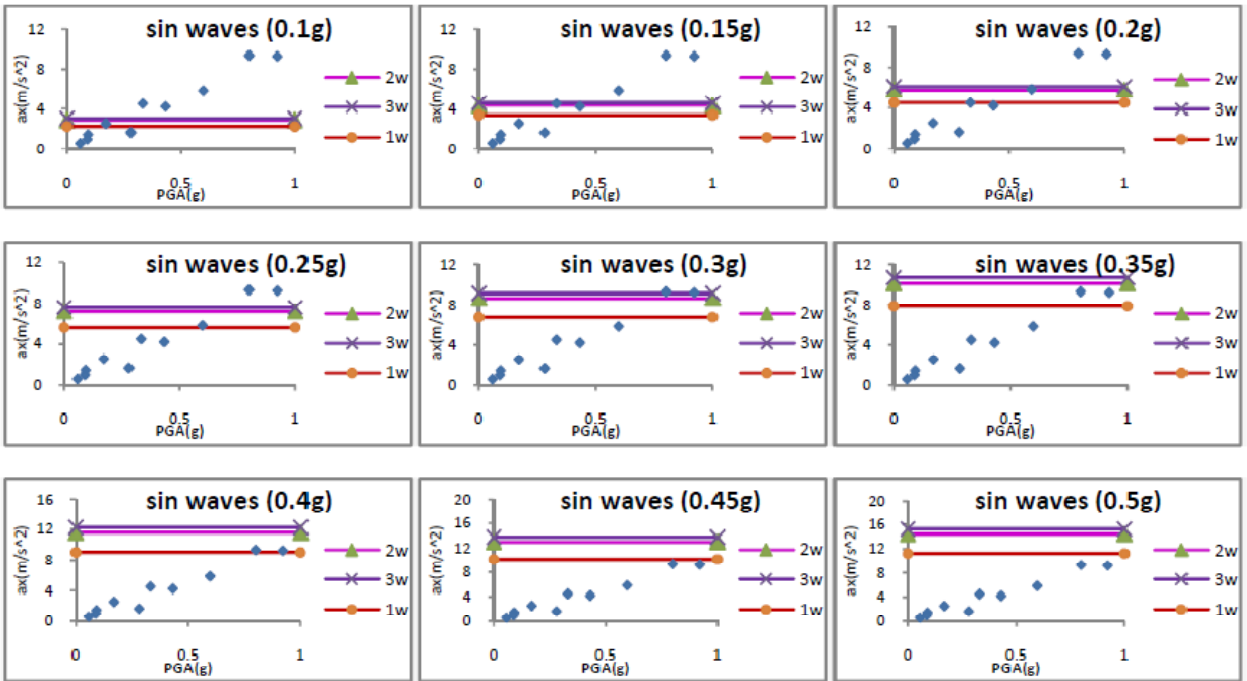 sin waves (0.1g)
12
8
4
0
ax(m/s^2)
0
0.5
1
PGA(g)
2w
3w
1w
sin waves (0.15g)
12
8
4
0
ax(m/s^2)
0
0.5
1
PGA(g)
2w
3w
1w
sin waves (0.2g)
12
8
4
0
ax(m/s^2)
0
0.5
1
PGA(g)
2w
3w
1w
sin waves (0.25g)
12
8
4
0
ax(m/s^2)
0
0.5
1
PGA(g)
2w
3w
1w
sin waves (0.3g)
12
8
4
0
ax(m/s^2)
0
0.5
1
PGA(g)
2w
3w
1w
sin waves (0.35g)
12
8
4
0
ax(m/s^2)
0
0.5
1
PGA(g)
2w
3w
1w
sin waves (0.4g)
16
12
8
4
0
ax(m/s^2)
0
0.5
1
PGA(g)
2w
3w
1w
sin waves (0.45g)
20
16
12
8
4
0
ax(m/s^2)
0
0.5
1
PGA(g)
2w
3w
1w
sin waves (0.5g)
20
16
12
8
4
0
ax(m/s^2)
0
0.5
1
PGA(g)
2w
3w
1w